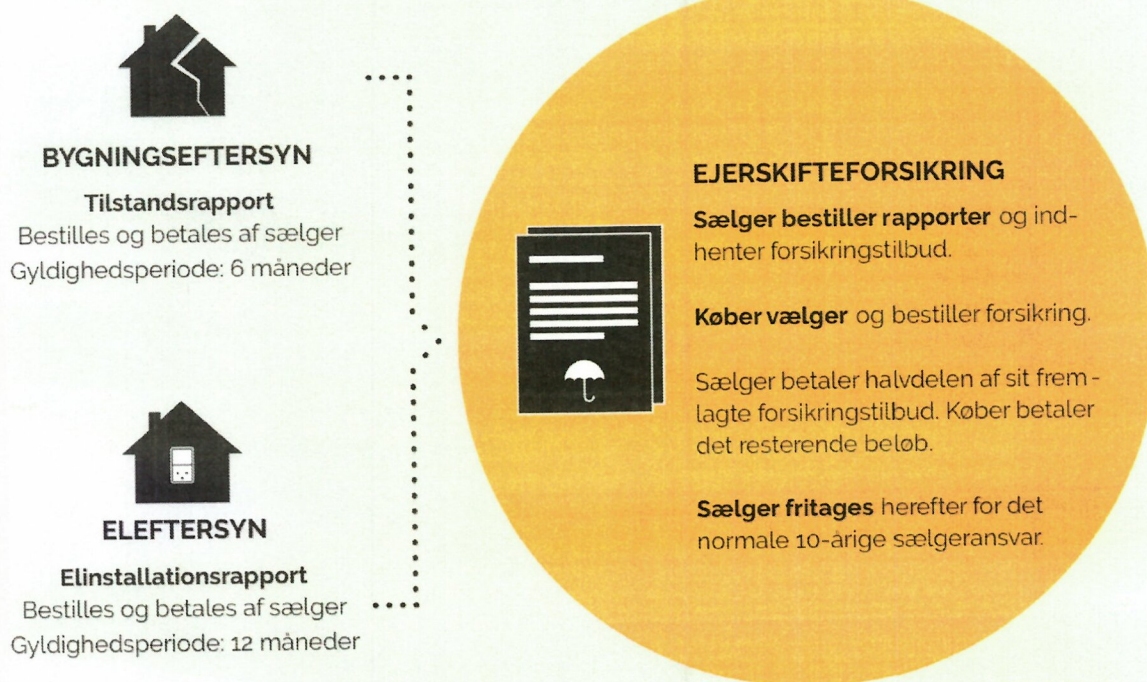 BYGNINGSEFTERSYN
Tilstandsrapport
Bestilles og betales af sælger
Gyldighedsperiode: 6 måneder
ELEFTERSYN
Elinstallationsrapport
Bestilles og betales af sælger
Gyldighedsperiode: 12 måneder
EJERSKIFTEFORSIKRING
Sælger bestiller rapporter og ind-
henter forsikringstilbud.
Køber vælger og bestiller forsikring.
Sælger betaler halvdelen af sit frem-
lagte forsikringstilbud. Køber betaler
det resterende beløb.
Sælger fritages herefter for det
normale 10-årige sælgeransvar.